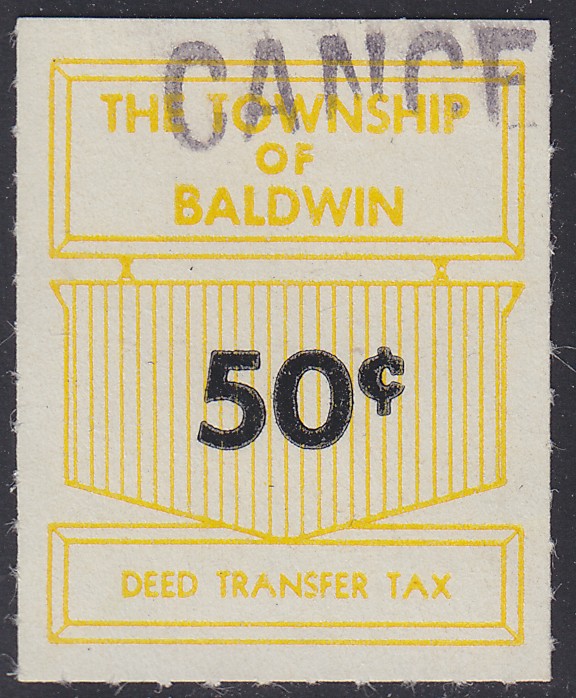 CANCE
THE TOWNSHIP
OF
BALDWIN
50¢
DEED TRANSFER TAX